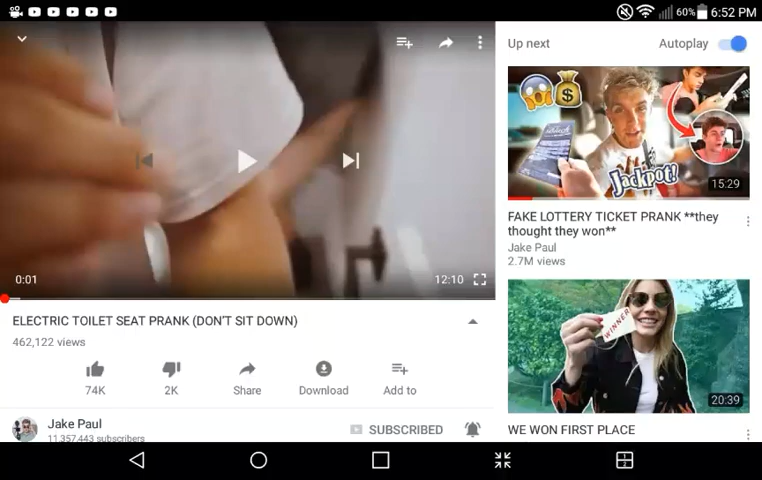 60% 6:52 PM
Up next
Autoplay
Jackpot!
15:29
FAKE LOTTERY TICKET PRANK **they
thought they won**
Jake Paul
2.7M views
0:01
12:10
ELECTRIC TOILET SEAT PRANK (DON'T SIT DOWN)
462,122 views
74K
2K
Share
Download
Add to
Jake Paul
11,357,443 subscribers
SUBSCRIBED
WINNER
20:39
WE WON FIRST PLACE
2